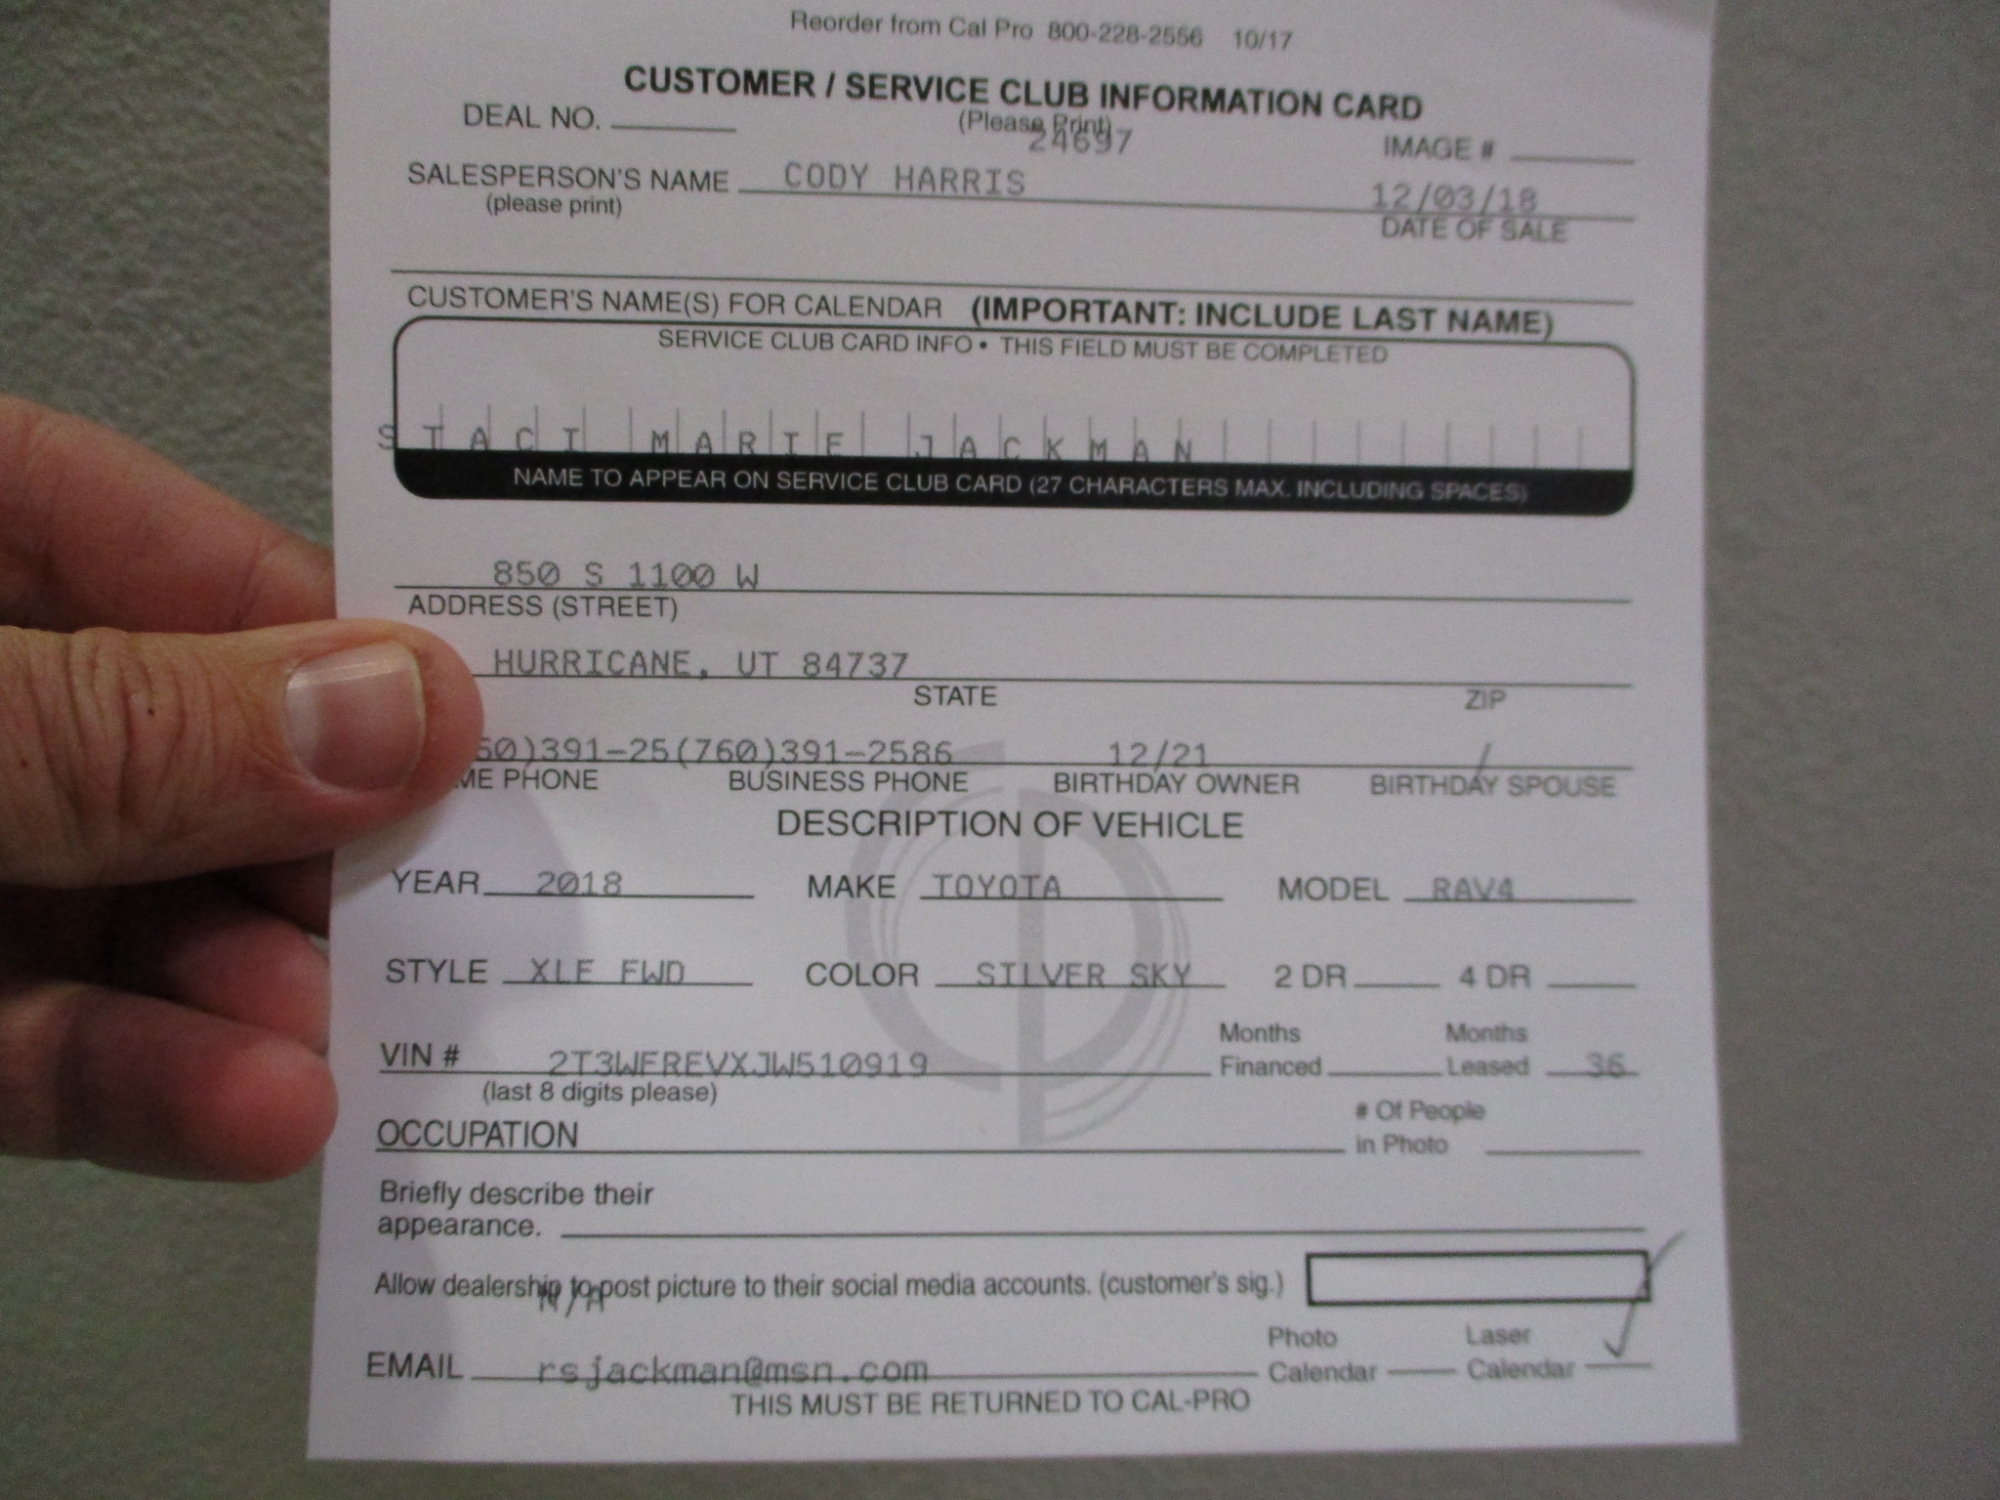 Reorder from Cal Pro 800-228-2556 10/17
CUSTOMER / SERVICE CLUB INFORMATION CARD
DEAL NO. (Please Print) 24697 IMAGE #
SALESPERSON'S NAME CODY HARRIS 12/03/18
(please print) DATE OF SALE
CUSTOMER'S NAME(S) FOR CALENDAR (IMPORTANT: INCLUDE LAST NAME)
SERVICE CLUB CARD INFO • THIS FIELD MUST BE COMPLETED
STACI MARIE JACKMAN
NAME TO APPEAR ON SERVICE CLUB CARD (27 CHARACTERS MAX. INCLUDING SPACES)
850 S 1100 W
ADDRESS (STREET)
HURRICANE, UT 84737
STATE ZIP
60)391-25(760)391-2586 12/21 /
ME PHONE BUSINESS PHONE BIRTHDAY OWNER BIRTHDAY SPOUSE
DESCRIPTION OF VEHICLE
YEAR 2018 MAKE TOYOTA MODEL RAV4
STYLE XLE FWD COLOR SILVER SKY 2 DR 4 DR
VIN # 2T3WFREVXJW510919 Months Financed Months Leased 36
(last 8 digits please)
OCCUPATION # Of People in Photo
Briefly describe their
appearance.
Allow dealership to post picture to their social media accounts. (customer's sig.)
N/A
EMAIL rsjackman@msn.com Photo Calendar Laser Calendar ✓
THIS MUST BE RETURNED TO CAL-PRO